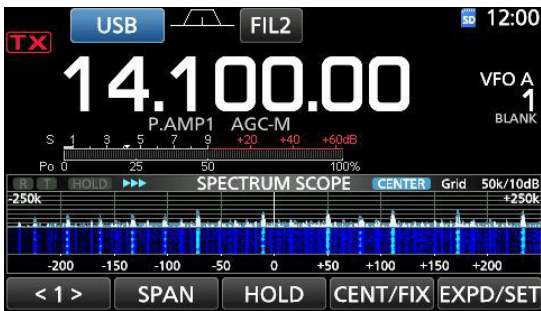 USB FIL2 SD 12:00
TX
14.100.00 VFO A
1
P.AMP1 AGC-M BLANK
S 1 3 5 7 9 +20 +40 +60dB
Po 0 25 50 100%
R T HOLD SPECTRUM SCOPE CENTER Grid 50k/10dB
-250k +250k
-200 -150 -100 -50 0 +50 +100 +150 +200
< 1 > SPAN HOLD CENT/FIX EXPD/SET